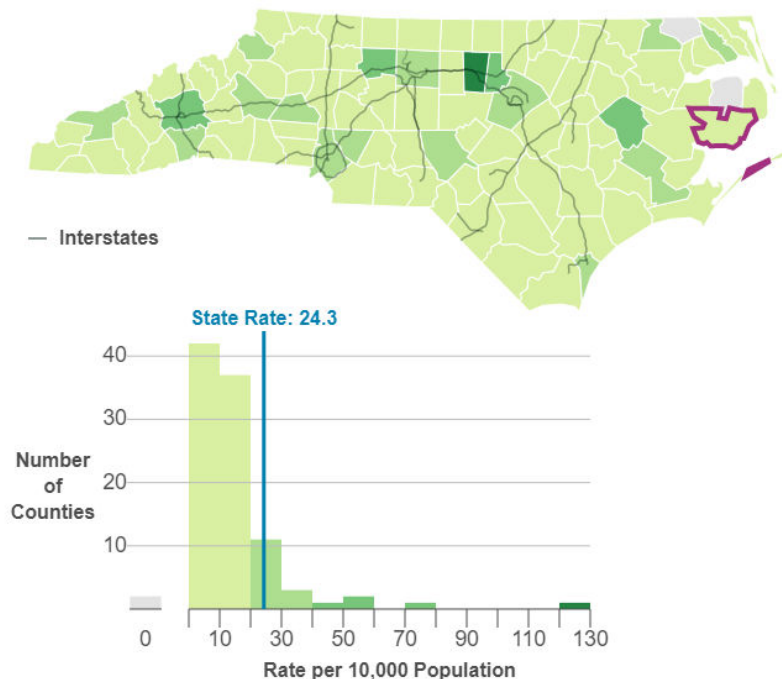 — Interstates
State Rate: 24.3
40
30
Number
of
Counties
20
10
0 10 30 50 70 90 110 130
Rate per 10,000 Population